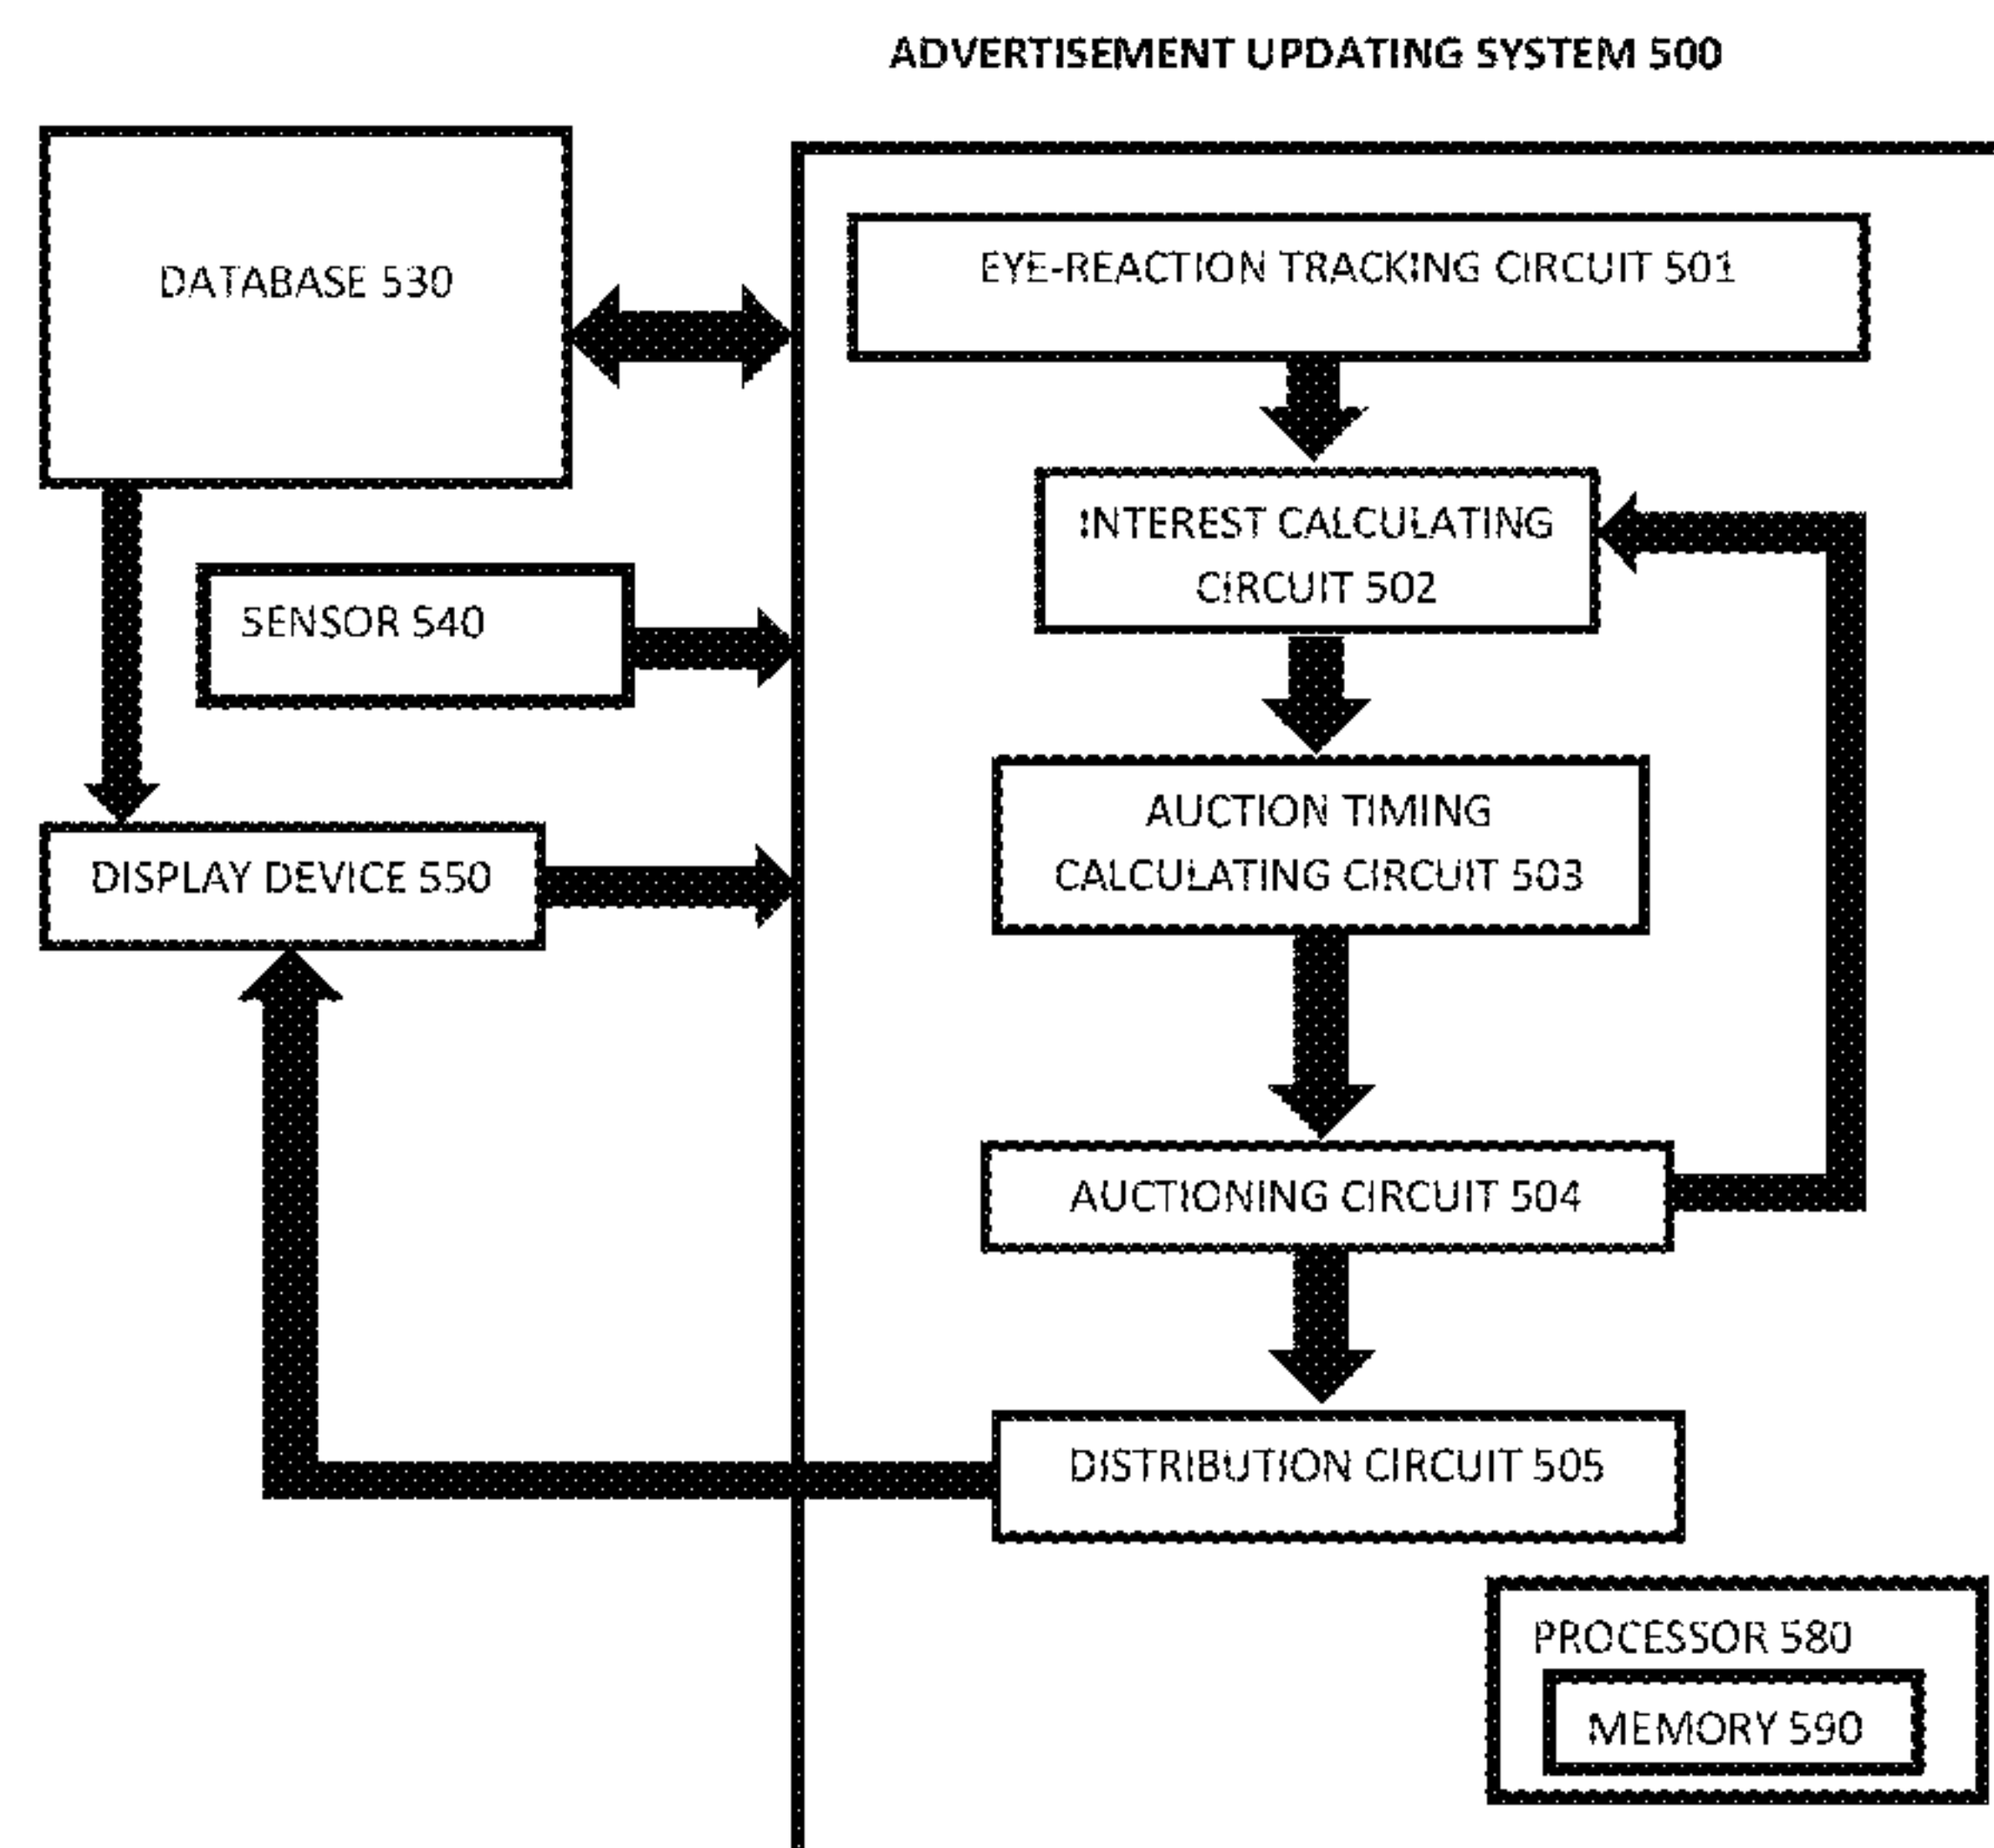 ADVERTISEMENT UPDATING SYSTEM 500
DATABASE 530
EYE-REACTION TRACKING CIRCUIT 501
INTEREST CALCULATING
CIRCUIT 502
SENSOR 540
AUCTION TIMING
CALCULATING CIRCUIT 503
DISPLAY DEVICE 550
AUCTIONING CIRCUIT 504
DISTRIBUTION CIRCUIT 505
PROCESSOR 580
MEMORY 590